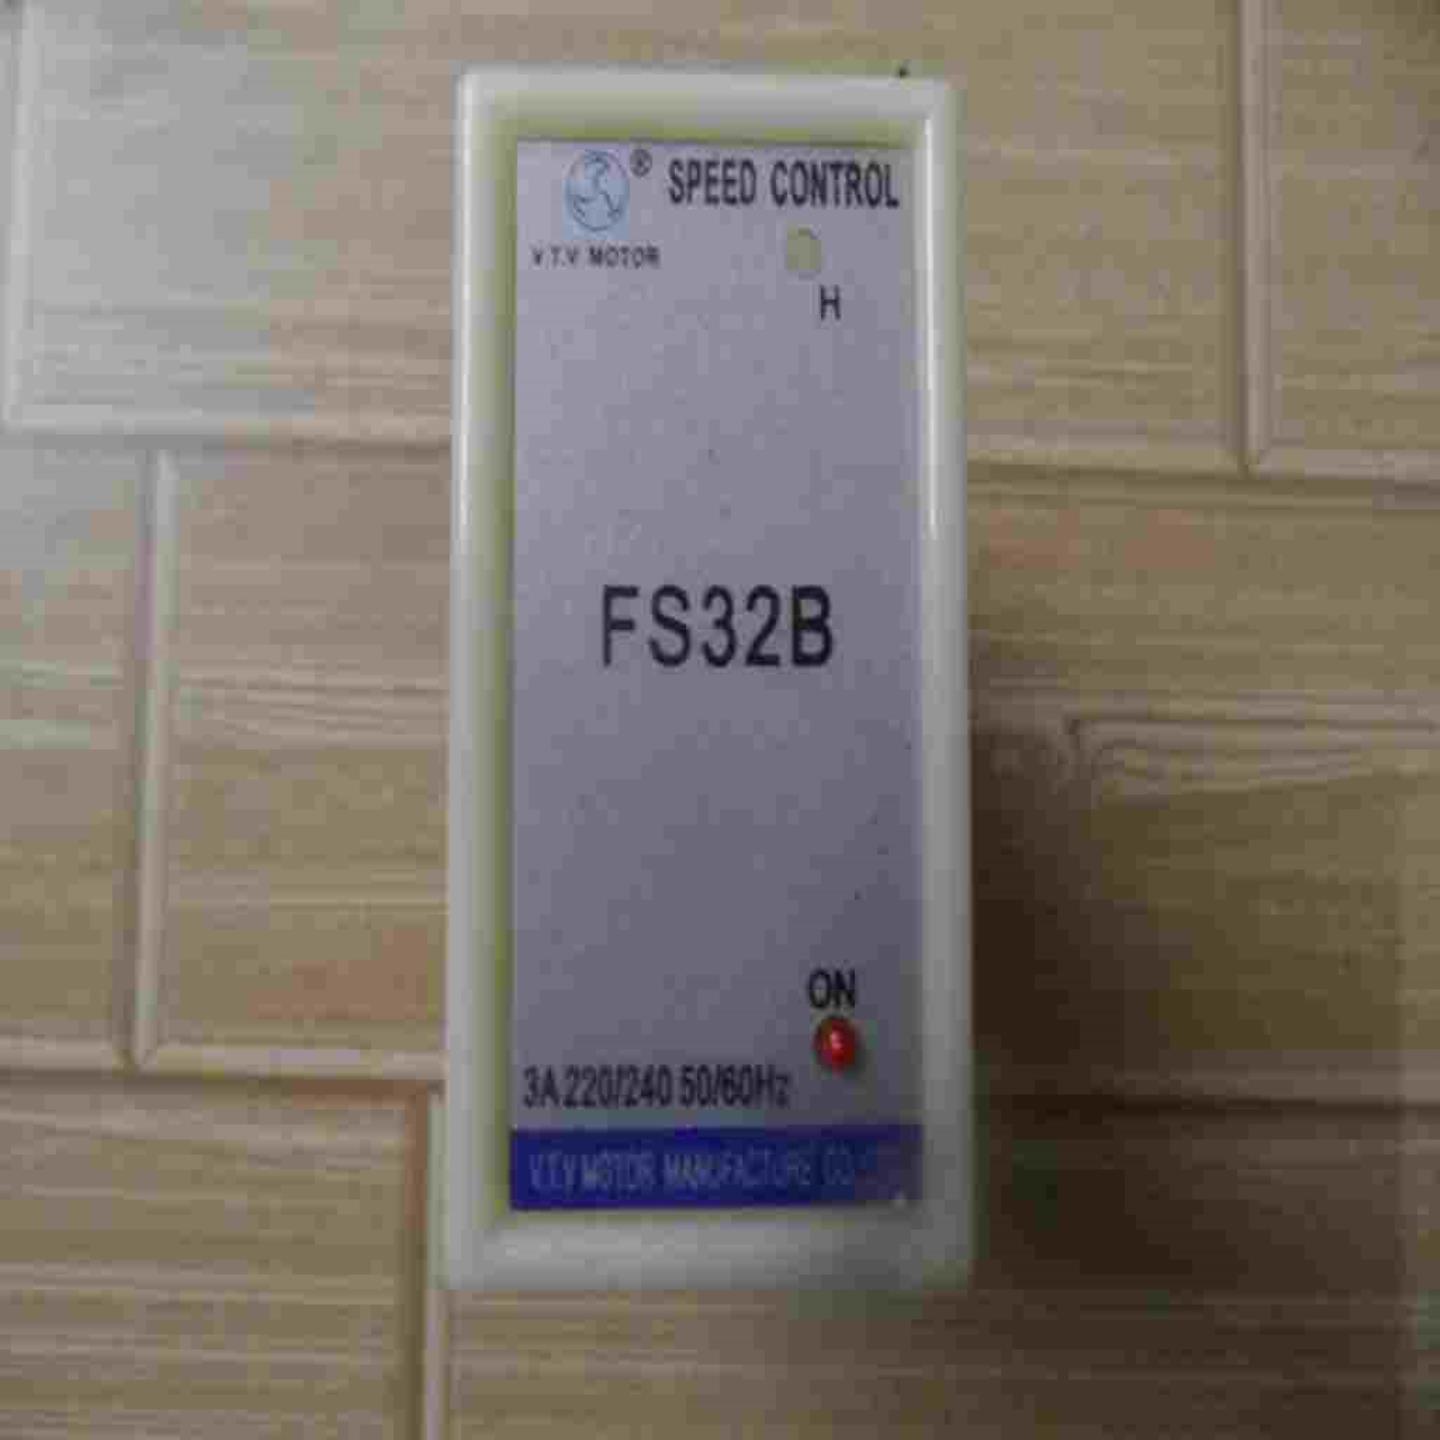 ® SPEED CONTROL
V.T.V MOTOR
H
FS32B
ON
3A 220/240 50/60Hz
V.T.V MOTOR MANUFACTURE CO